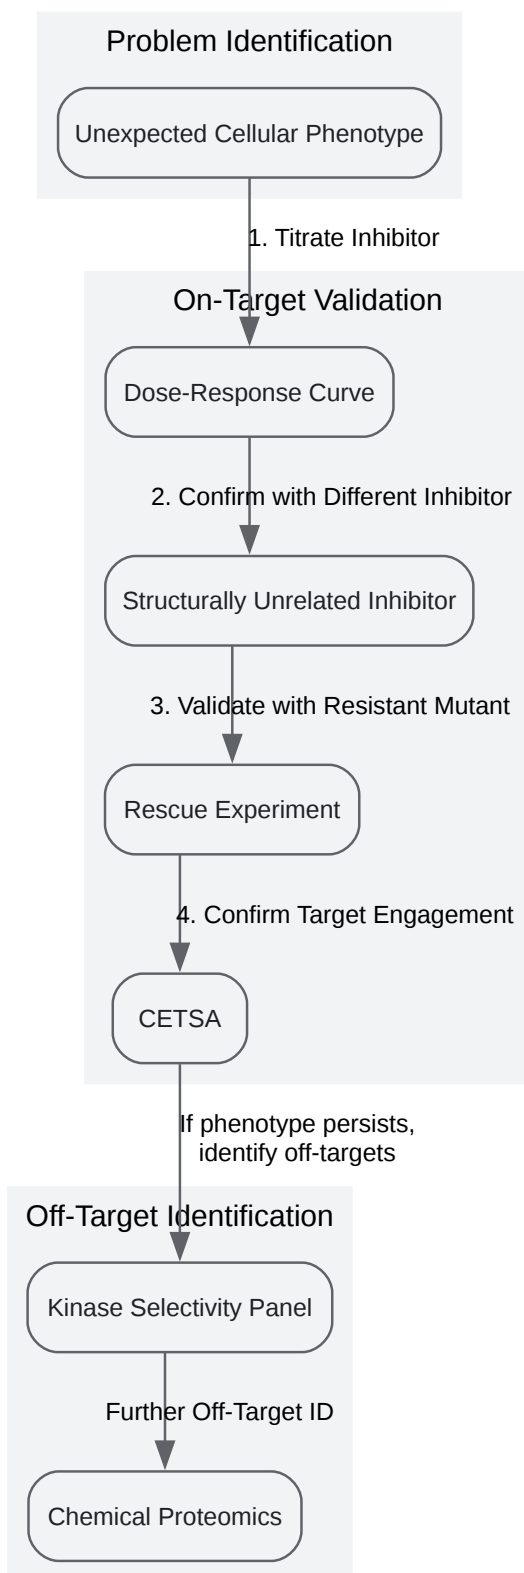 Problem Identification
Unexpected Cellular Phenotype
1. Titrate Inhibitor
On-Target Validation
Dose-Response Curve
2. Confirm with Different Inhibitor
Structurally Unrelated Inhibitor
3. Validate with Resistant Mutant
Rescue Experiment
4. Confirm Target Engagement
CETSA
If phenotype persists,
identify off-targets
Off-Target Identification
Kinase Selectivity Panel
Further Off-Target ID
Chemical Proteomics